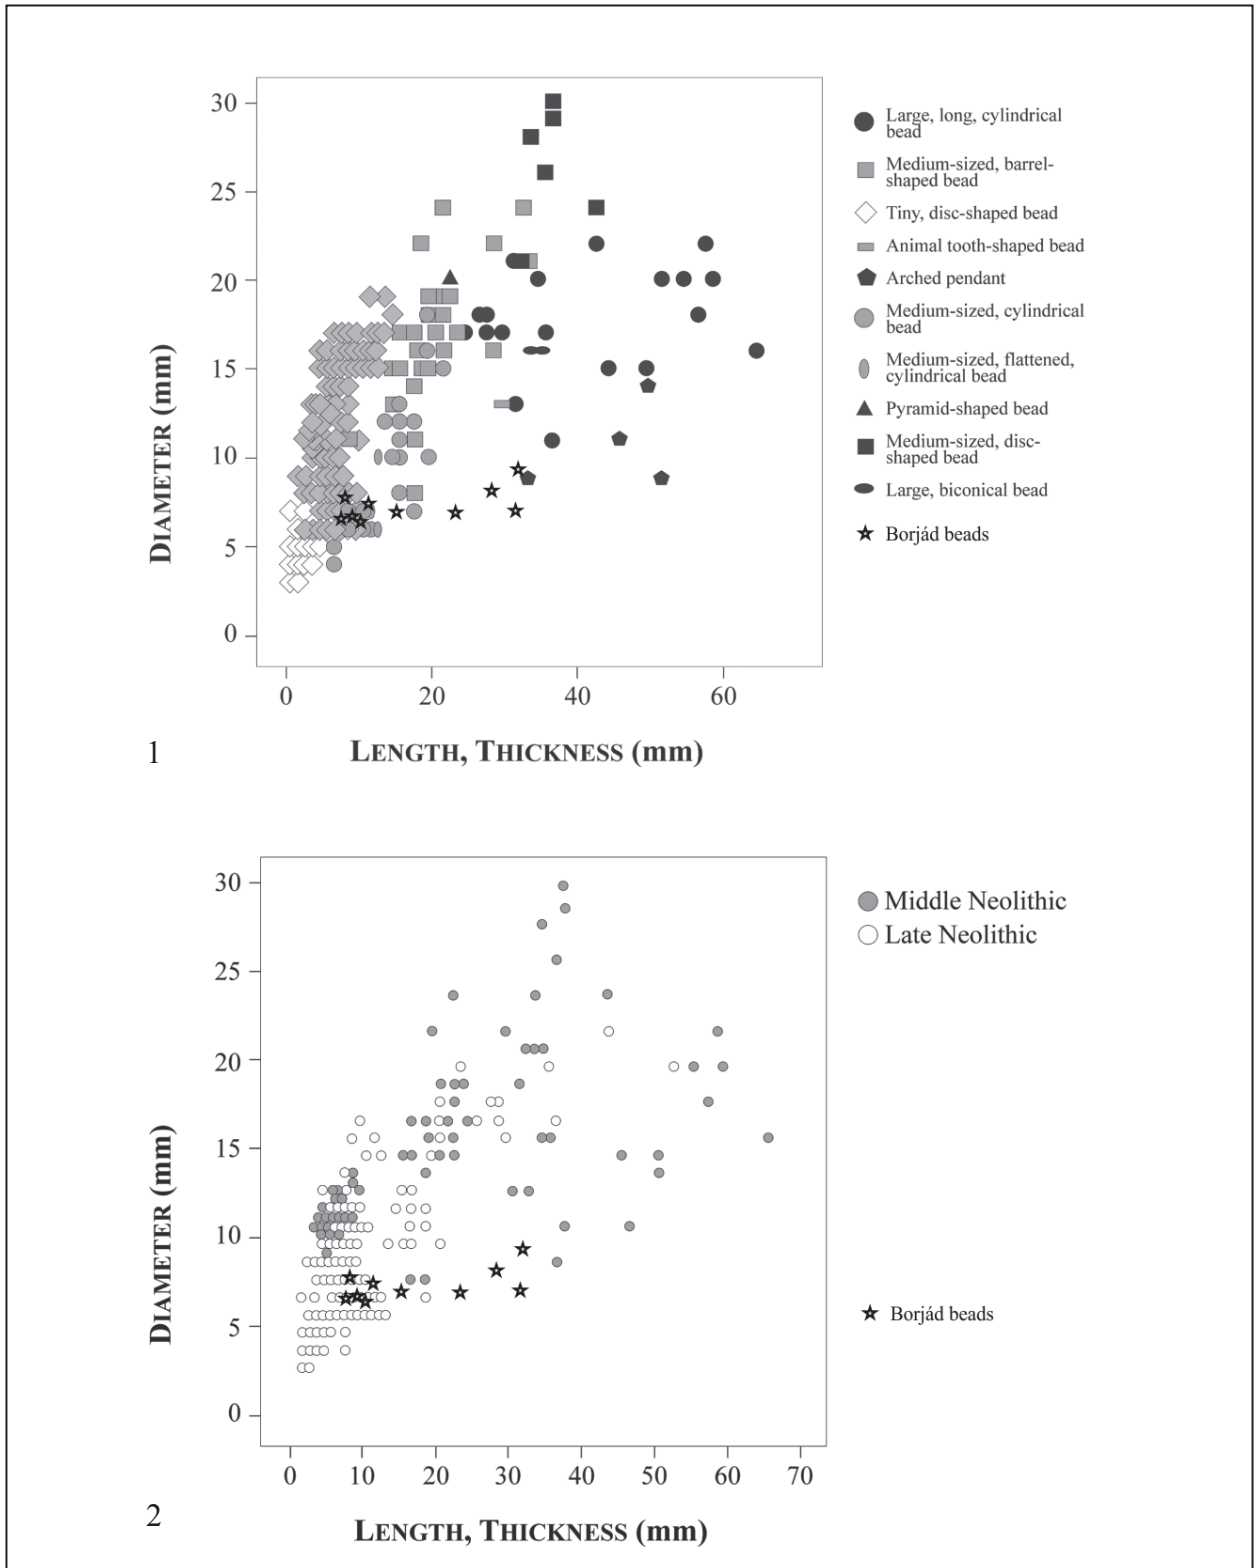 30
25
20
15
10
5
0
DIAMETER (mm)
0 20 40 60
LENGTH, THICKNESS (mm)
1
Large, long, cylindrical
bead
Medium-sized, barrel-
shaped bead
Tiny, disc-shaped bead
Animal tooth-shaped bead
Arched pendant
Medium-sized, cylindrical
bead
Medium-sized, flattened,
cylindrical bead
Pyramid-shaped bead
Medium-sized, disc-
shaped bead
Large, biconical bead
Borjád beads
30
25
20
15
10
5
0
DIAMETER (mm)
0 10 20 30 40 50 60 70
LENGTH, THICKNESS (mm)
2
Middle Neolithic
Late Neolithic
Borjád beads